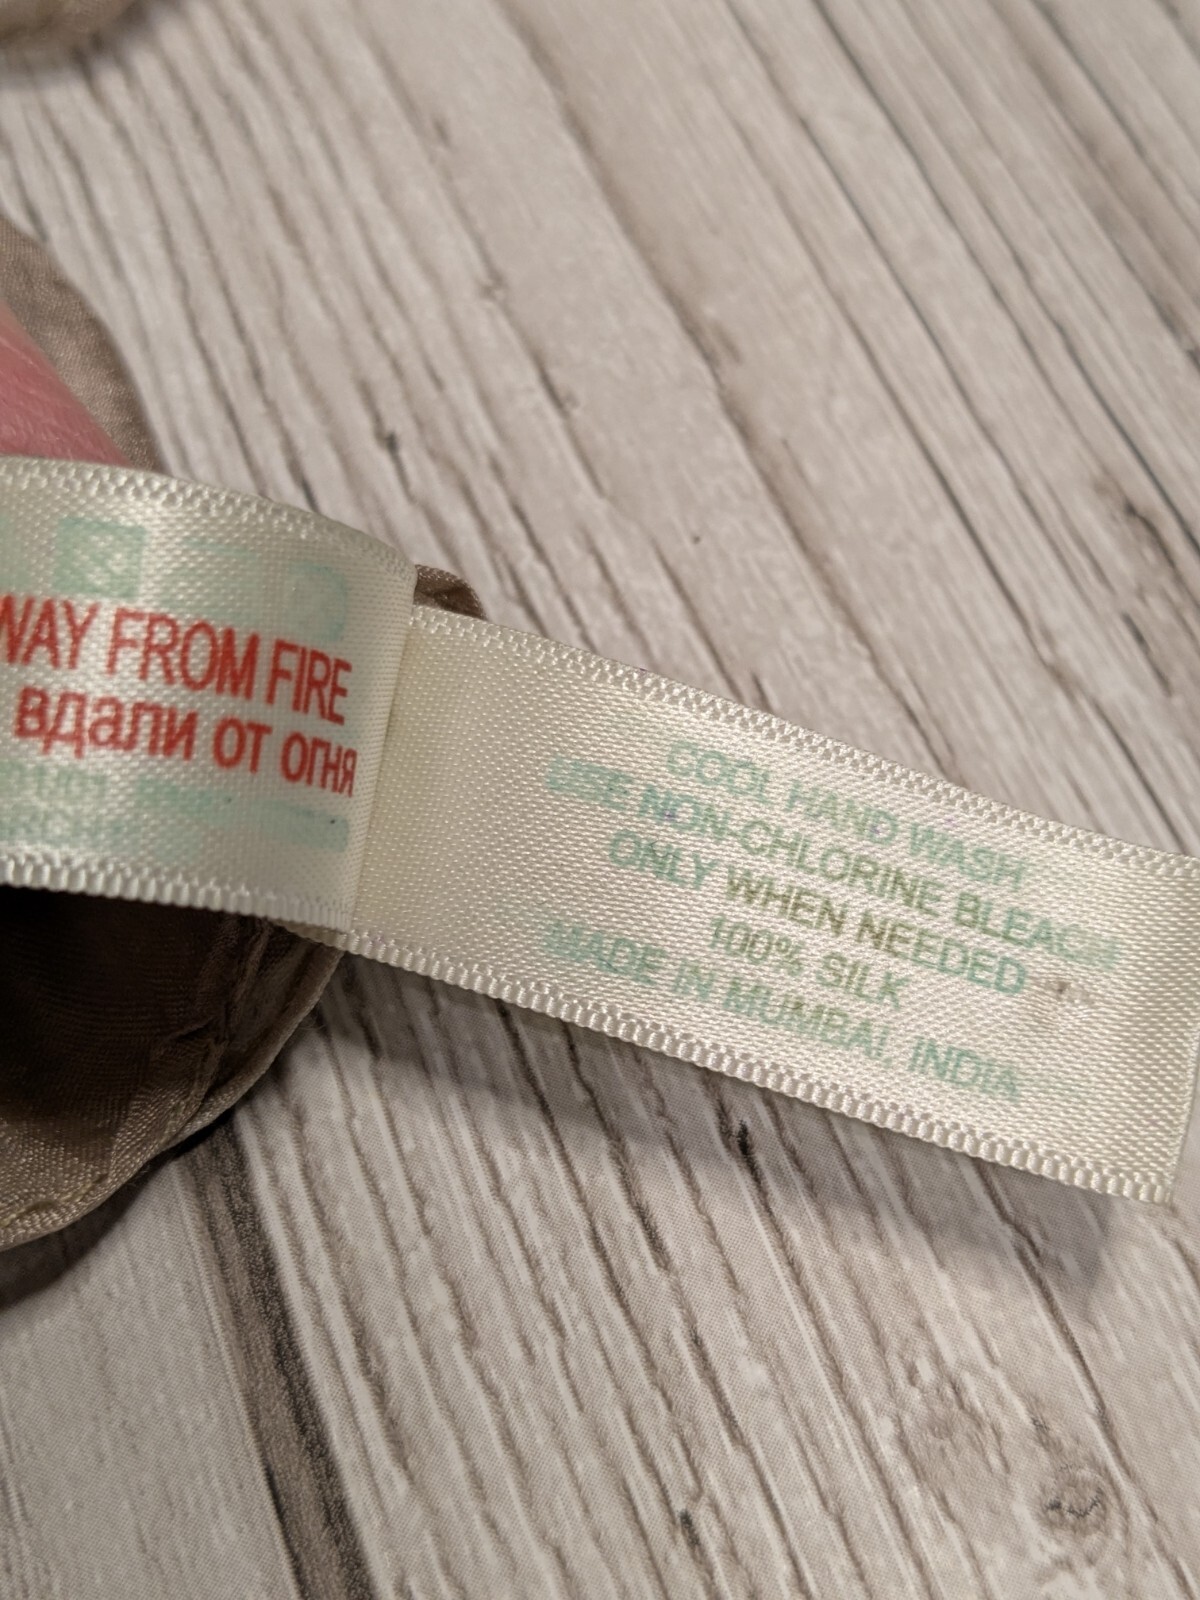 WAY FROM FIRE
вдали от огня
COOL HAND WASH
USE NON-CHLORINE BLEACH
ONLY WHEN NEEDED
100% SILK
MADE IN MUMBAI, INDIA